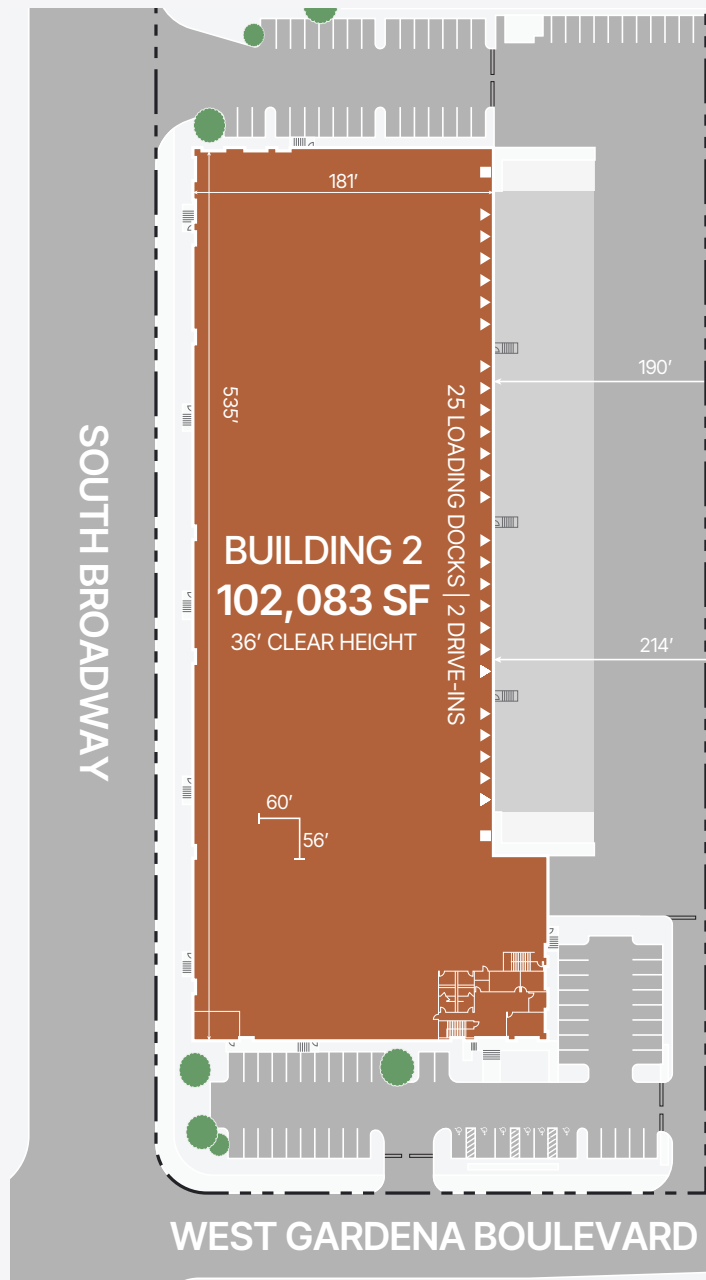 181’
190’
535’
25 LOADING DOCKS | 2 DRIVE-INS
SOUTH BROADWAY
BUILDING 2
102,083 SF
36’ CLEAR HEIGHT
214’
60’
56’
WEST GARDENA BOULEVARD